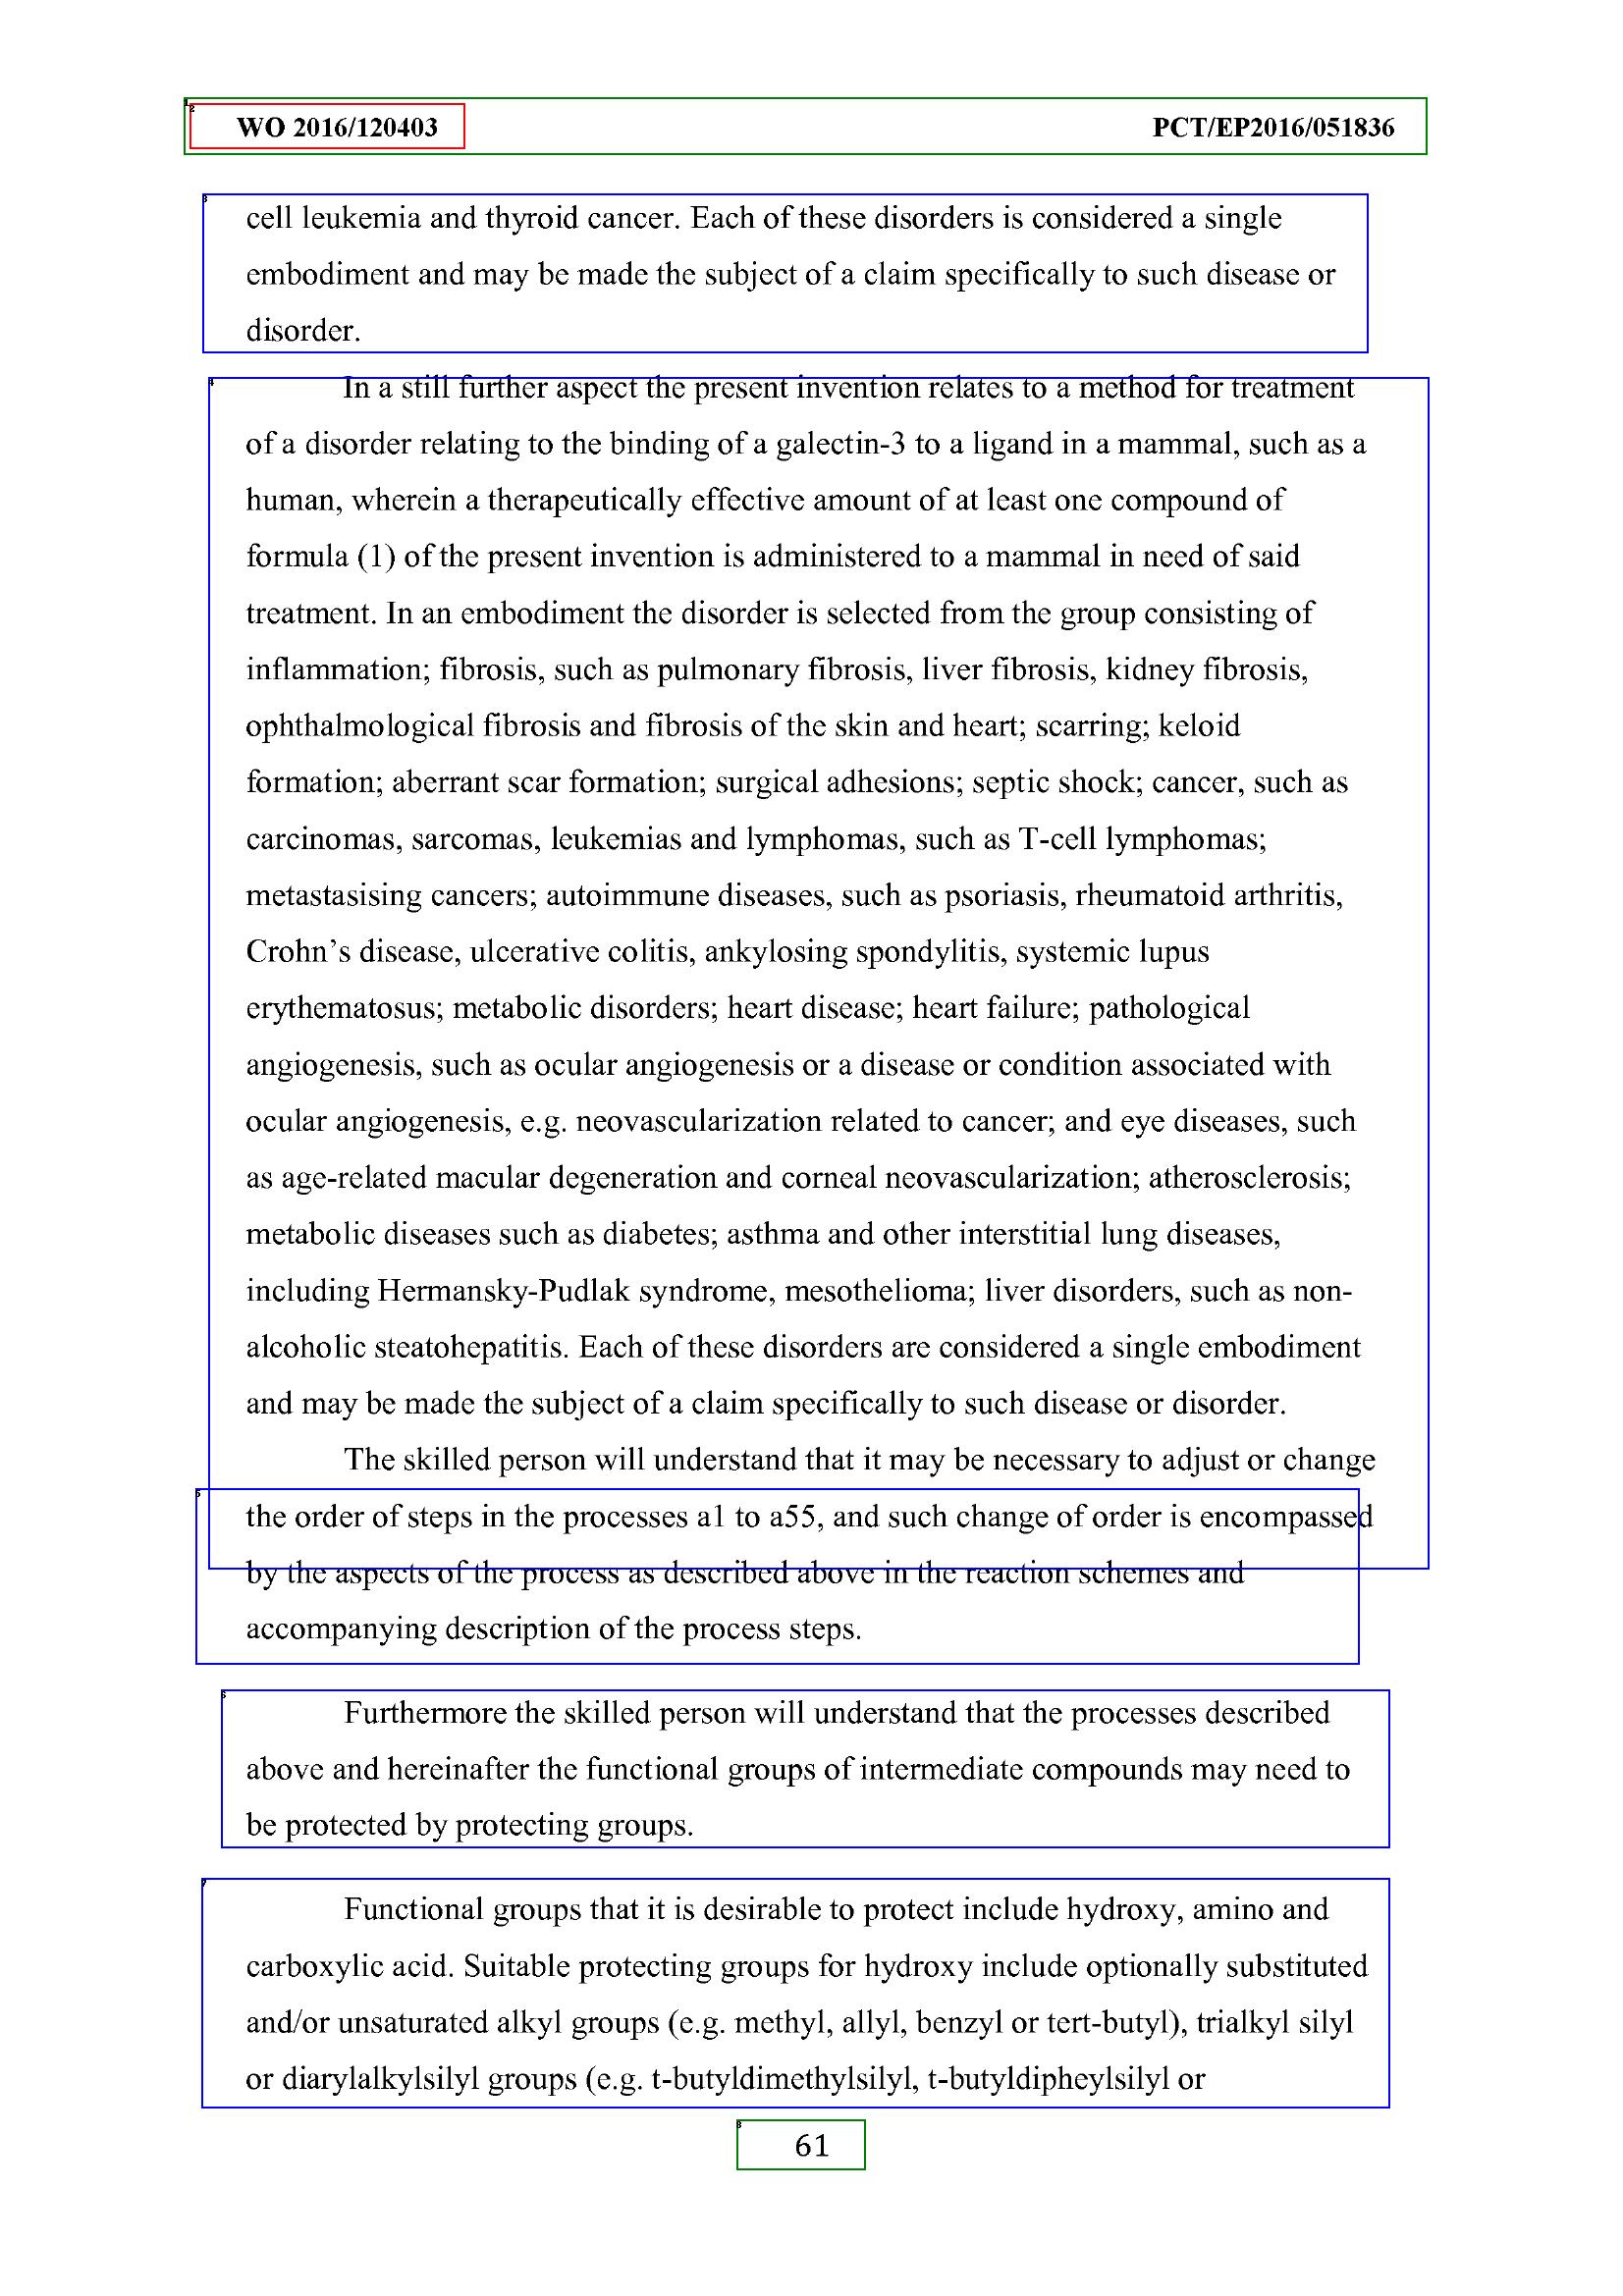 WO 2016/120403 PCT/EP2016/051836
cell leukemia and thyroid cancer. Each of these disorders is considered a single
embodiment and may be made the subject of a claim specifically to such disease or
disorder.
In a still further aspect the present invention relates to a method for treatment
of a disorder relating to the binding of a galectin-3 to a ligand in a mammal, such as a
human, wherein a therapeutically effective amount of at least one compound of
formula (1) of the present invention is administered to a mammal in need of said
treatment. In an embodiment the disorder is selected from the group consisting of
inflammation; fibrosis, such as pulmonary fibrosis, liver fibrosis, kidney fibrosis,
ophthalmological fibrosis and fibrosis of the skin and heart; scarring; keloid
formation; aberrant scar formation; surgical adhesions; septic shock; cancer, such as
carcinomas, sarcomas, leukemias and lymphomas, such as T-cell lymphomas;
metastasising cancers; autoimmune diseases, such as psoriasis, rheumatoid arthritis,
Crohn’s disease, ulcerative colitis, ankylosing spondylitis, systemic lupus
erythematosus; metabolic disorders; heart disease; heart failure; pathological
angiogenesis, such as ocular angiogenesis or a disease or condition associated with
ocular angiogenesis, e.g. neovascularization related to cancer; and eye diseases, such
as age-related macular degeneration and corneal neovascularization; atherosclerosis;
metabolic diseases such as diabetes; asthma and other interstitial lung diseases,
including Hermansky-Pudlak syndrome, mesothelioma; liver disorders, such as non-
alcoholic steatohepatitis. Each of these disorders are considered a single embodiment
and may be made the subject of a claim specifically to such disease or disorder.
The skilled person will understand that it may be necessary to adjust or change
the order of steps in the processes a1 to a55, and such change of order is encompassed
by the aspects of the process as described above in the reaction schemes and
accompanying description of the process steps.
Furthermore the skilled person will understand that the processes described
above and hereinafter the functional groups of intermediate compounds may need to
be protected by protecting groups.
Functional groups that it is desirable to protect include hydroxy, amino and
carboxylic acid. Suitable protecting groups for hydroxy include optionally substituted
and/or unsaturated alkyl groups (e.g. methyl, allyl, benzyl or tert-butyl), trialkyl silyl
or diarylalkylsilyl groups (e.g. t-butyldimethylsilyl, t-butyldipheylsilyl or
61